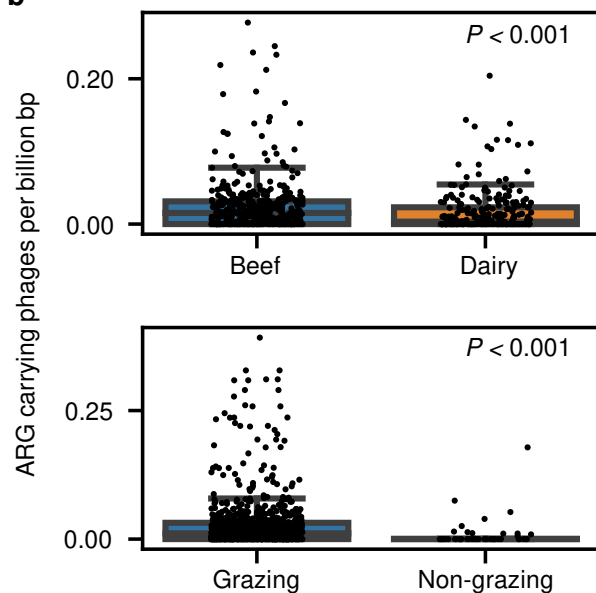 b
ARG carrying phages per billion bp
P < 0.001
0.20
0.00
Beef
Dairy
P < 0.001
0.25
0.00
Grazing
Non-grazing